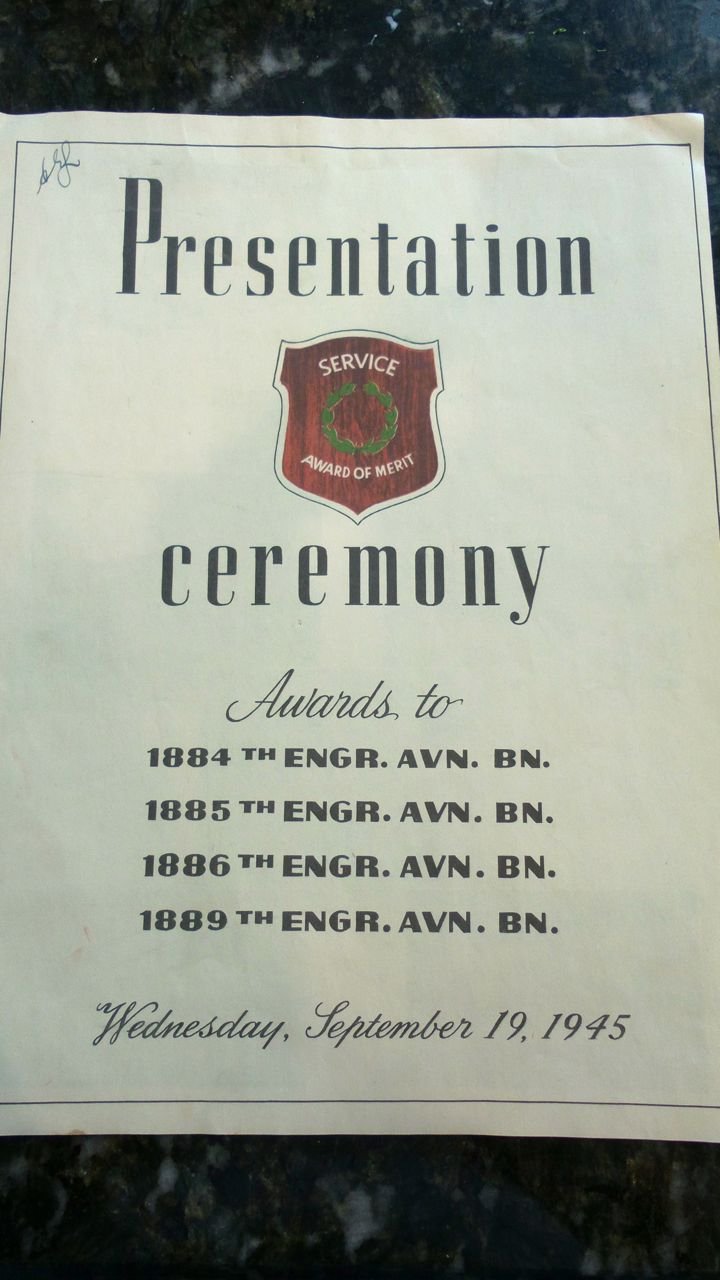 Presentation
SERVICE
AWARD OF MERIT
ceremony
Awards to
1884 TH ENGR. AVN. BN.
1885 TH ENGR. AVN. BN.
1886 TH ENGR. AVN. BN.
1889 TH ENGR. AVN. BN.
Wednesday, September 19, 1945